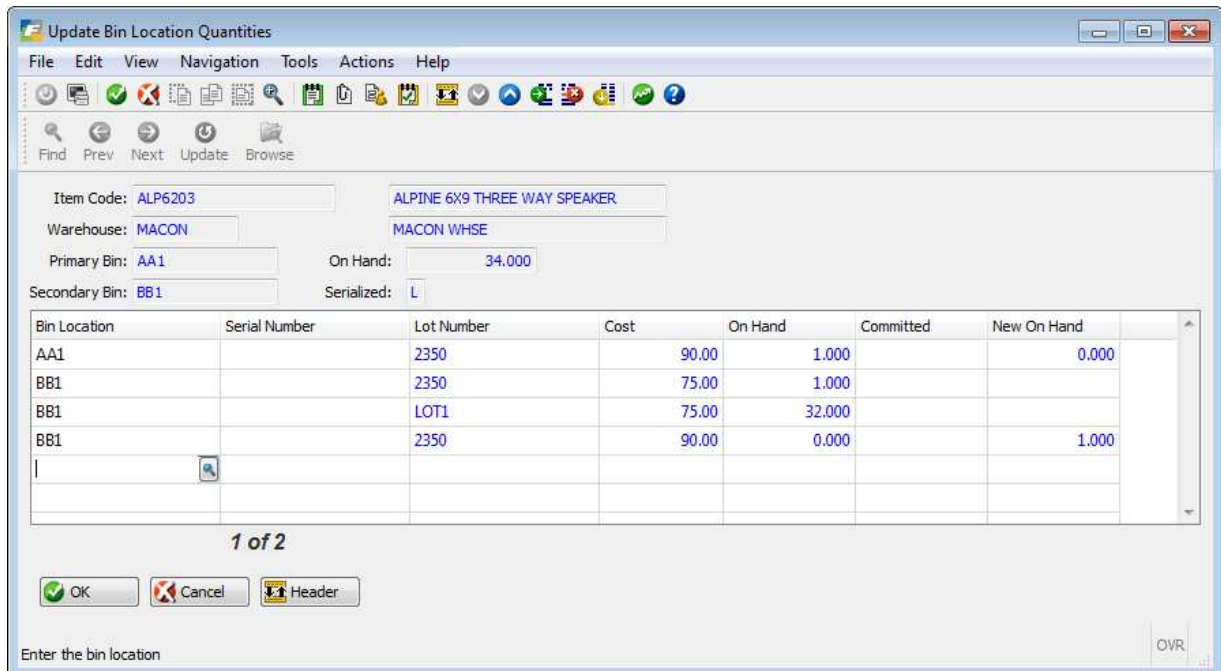 Update Bin Location Quantities
File Edit View Navigation Tools Actions Help
Find Prev Next Update Browse
Item Code: ALP6203 ALPINE 6X9 THREE WAY SPEAKER
Warehouse: MACON MACON WHSE
Primary Bin: AA1 On Hand: 34.000
Secondary Bin: BB1 Serialized: L
Bin Location Serial Number Lot Number Cost On Hand Committed New On Hand
AA1 2350 90.00 1.000 0.000
BB1 2350 75.00 1.000
BB1 LOT1 75.00 32.000
BB1 2350 90.00 0.000 1.000
1 of 2
OK Cancel Header
Enter the bin location OVR